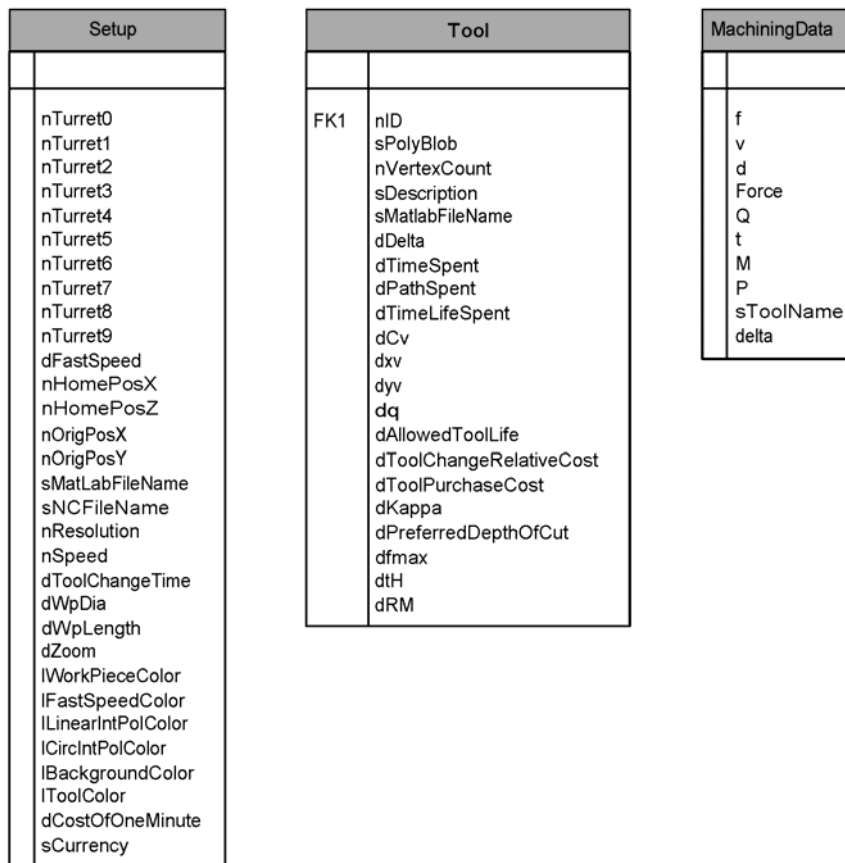 Setup
nTurret0
nTurret1
nTurret2
nTurret3
nTurret4
nTurret5
nTurret6
nTurret7
nTurret8
nTurret9
dFastSpeed
nHomePosX
nHomePosZ
nOrigPosX
nOrigPosY
sMatLabFileName
sNCFileName
nResolution
nSpeed
dToolChangeTime
dWpDia
dWpLength
dZoom
lWorkPieceColor
lFastSpeedColor
lLinearIntPolColor
lCircIntPolColor
lBackgroundColor
lToolColor
dCostOfOneMinute
sCurrency
Tool
FK1 nID
sPolyBlob
nVertexCount
sDescription
sMatlabFileName
dDelta
dTimeSpent
dPathSpent
dTimeLifeSpent
dCv
dxv
dyv
dq
dAllowedToolLife
dToolChangeRelativeCost
dToolPurchaseCost
dKappa
dPreferredDepthOfCut
dfmax
dtH
dRM
MachiningData
f
v
d
Force
Q
t
M
P
sToolName
delta